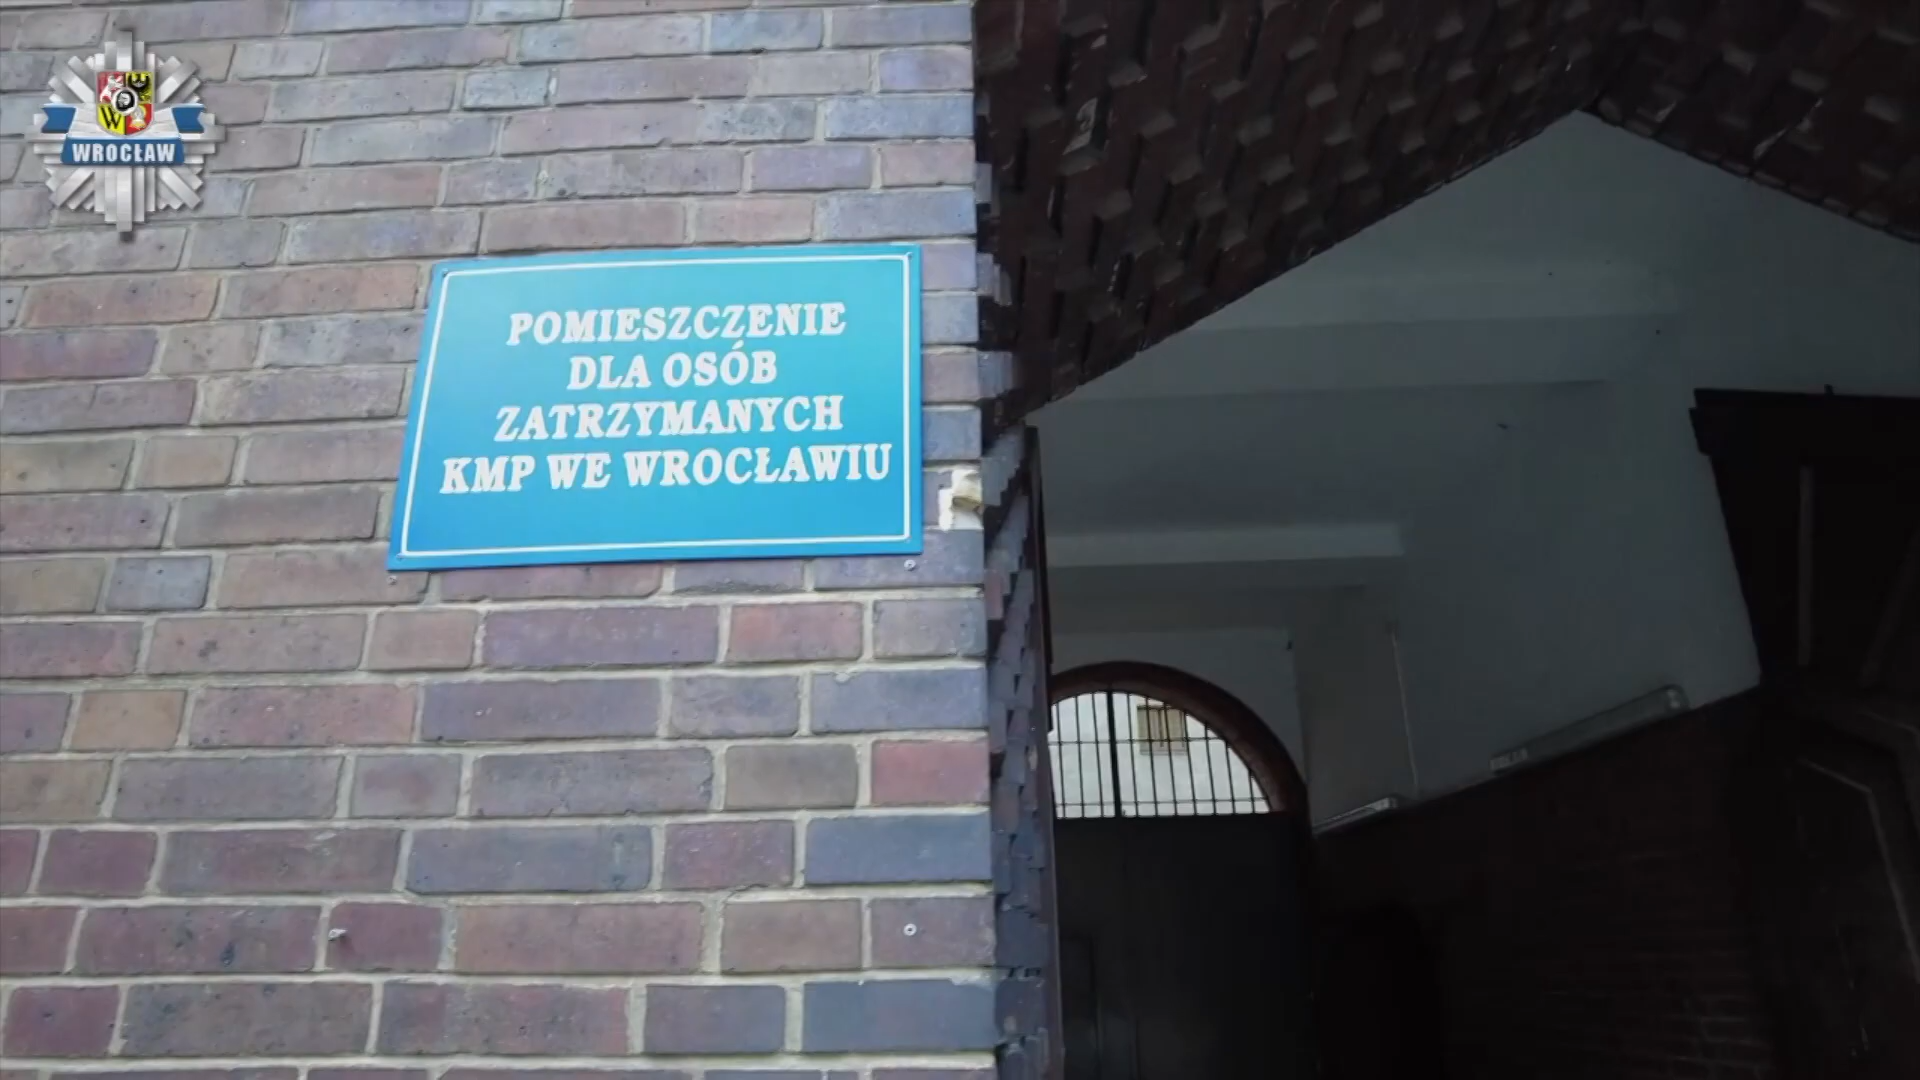 WROCŁAW
POMIESZCZENIE
DLA OSÓB
ZATRZYMANYCH
KMP WE WROCŁAWIU